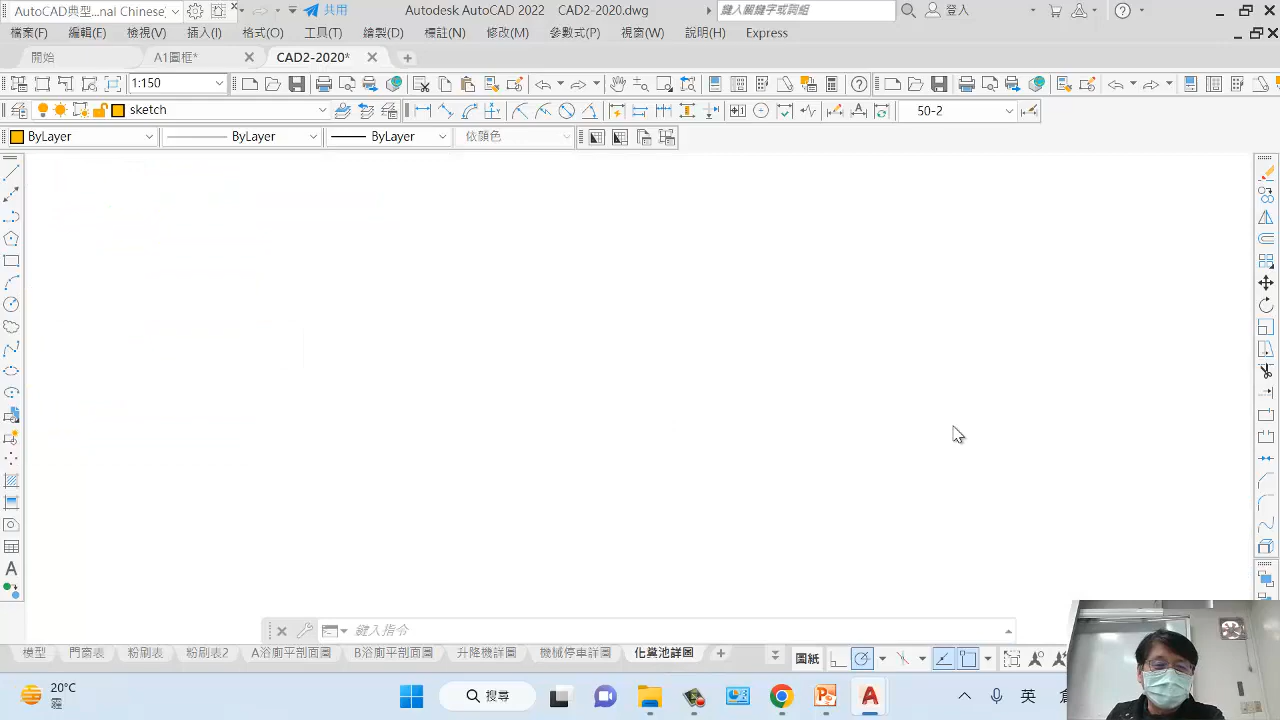 AutoCAD典型...nal Chinese Autodesk AutoCAD 2022 CAD2-2020.dwg 鍵入關鍵字或詞組 登入
共用
檔案(F) 編輯(E) 檢視(V) 插入(I) 格式(O) 工具(T) 繪製(D) 標註(N) 修改(M) 參數式(P) 視窗(W) 說明(H) Express
開始 A1圖框* CAD2-2020*
1:150
sketch 50-2
ByLayer ByLayer ByLayer 依顏色
鍵入指令
模型 門窗表 粉刷表 粉刷表2 A浴廁平剖面圖 B浴廁平剖面圖 升降機詳圖 機械停車詳圖 化糞池詳圖 圖紙
20°C
霾
搜尋
英